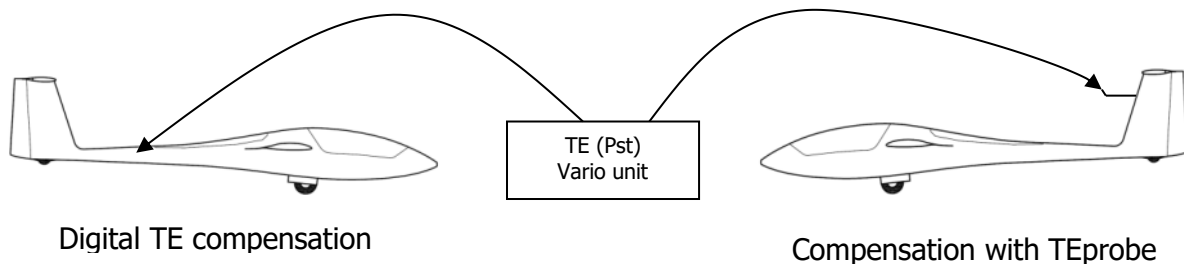 TE (Pst)
Vario unit
Digital TE compensation
Compensation with TEprobe